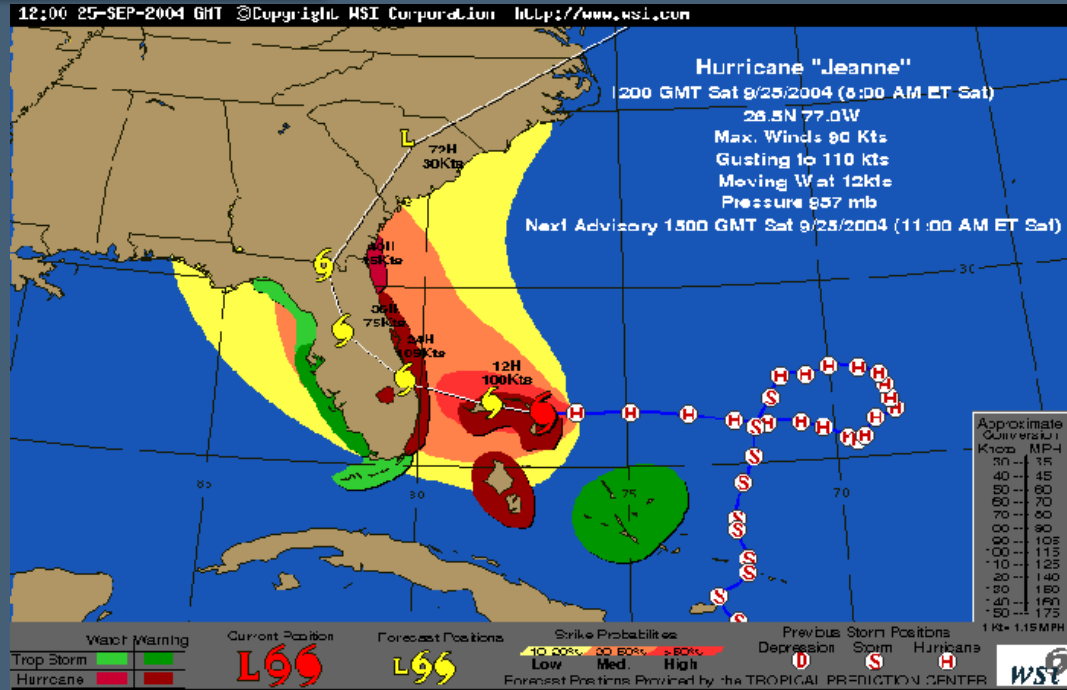 12:00 25-SEP-2004 GMT ©Copyright WSI Corporation http://www.wsi.com
Hurricane "Jeanne"
1200 GMT Sat 9/25/2004 (8:00 AM ET Sat)
26.5N 77.0W
Max. Winds 90 Kts
Gusting to 110 kts
Moving W at 12kts
Pressure 957 mb
Next Advisory 1500 GMT Sat 9/25/2004 (11:00 AM ET Sat)
L
72H
30Kts
75Kts
12H
100Kts
30
85
80
75
70
H H H H H H H H
S
Approximate
Conversion
Knots MPH
30 -- 35
40 -- 45
50 -- 60
60 -- 70
70 -- 80
80 -- 90
90 -- 105
100 -- 115
110 -- 125
120 -- 140
140 -- 160
150 -- 175
1 Kt= 1.15 MPH
Watch Warning
Trop Storm
Hurricane
Current Position
L
Forecast Positions
L
Strike Probabilities
Low Med. High
Forecast Positions Provided by the TROPICAL PREDICTION CENTER
Previous Storm Positions
Depression Storm Hurricane
D S H
wsi